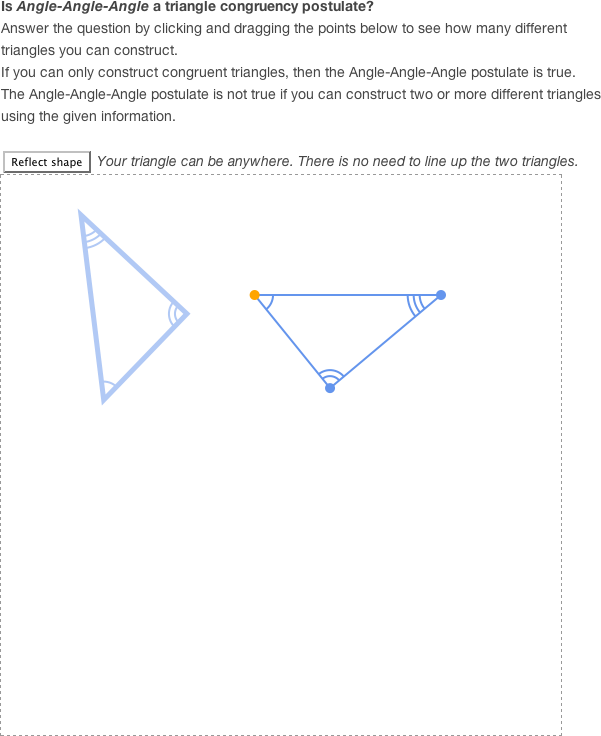 Is Angle-Angle-Angle a triangle congruency postulate?
Answer the question by clicking and dragging the points below to see how many different
triangles you can construct.
If you can only construct congruent triangles, then the Angle-Angle-Angle postulate is true.
The Angle-Angle-Angle postulate is not true if you can construct two or more different triangles
using the given information.
Reflect shape Your triangle can be anywhere. There is no need to line up the two triangles.